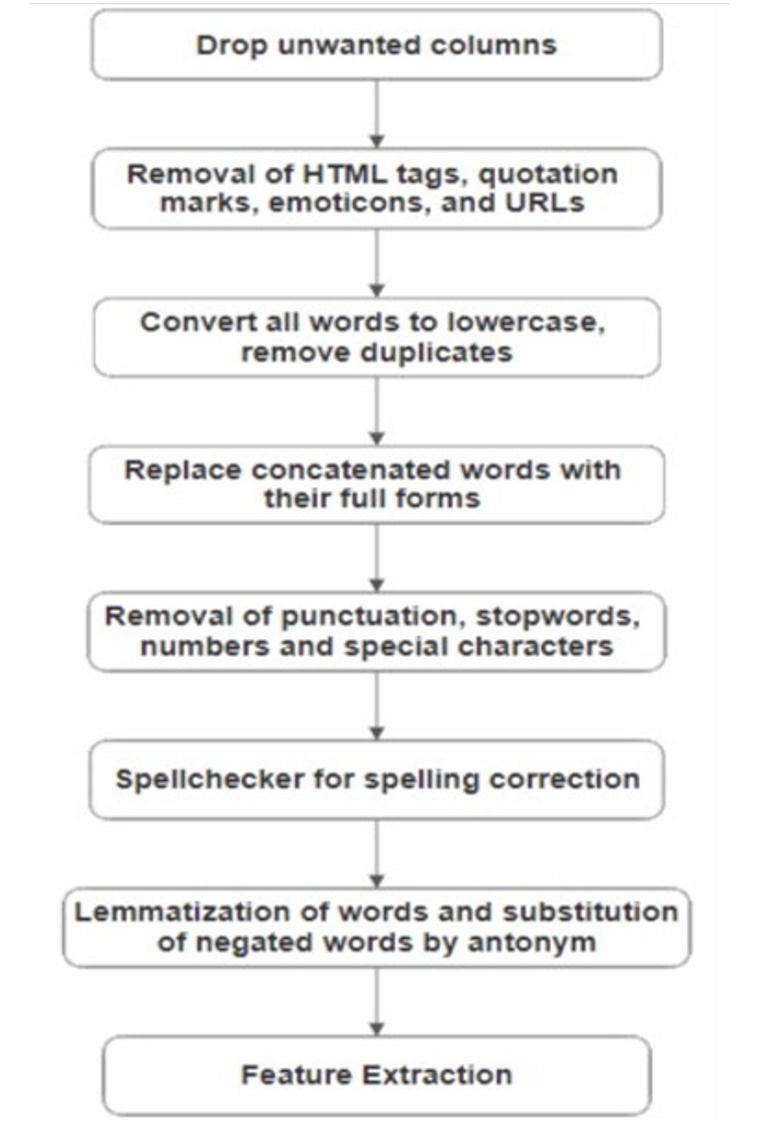 Drop unwanted columns
Removal of HTML tags, quotation
marks, emoticons, and URLs
Convert all words to lowercase,
remove duplicates
Replace concatenated words with
their full forms
Removal of punctuation, stopwords,
numbers and special characters
Spellchecker for spelling correction
Lemmatization of words and substitution
of negated words by antonym
Feature Extraction